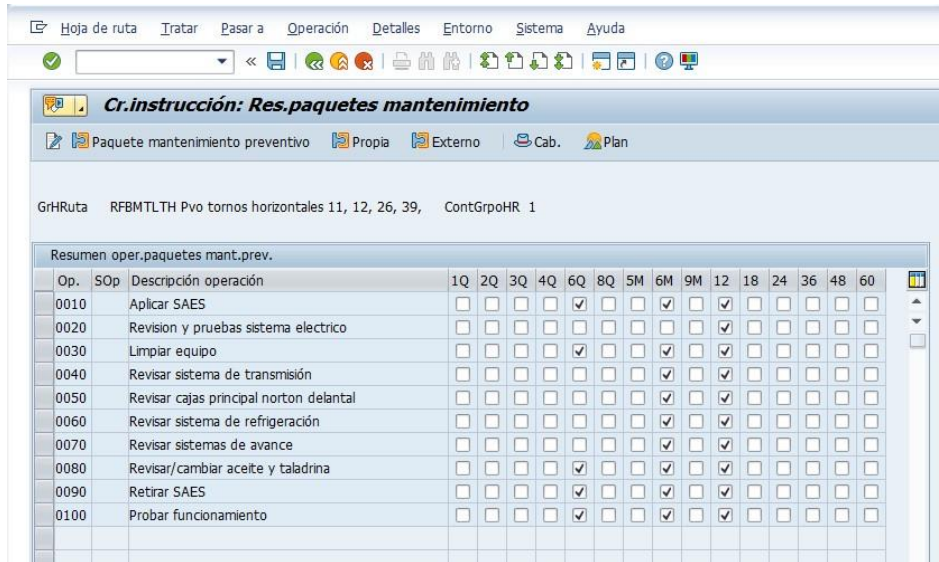 Hoja de ruta Tratar Pasar a Operación Detalles Entorno Sistema Ayuda
Cr.instrucción: Res.paquetes mantenimiento
Paquete mantenimiento preventivo Propia Externo Cab. Plan
GrHRuta RFBMTLTH Pvo tornos horizontales 11, 12, 26, 39, ContGrpoHR 1
Resumen oper.paquetes mant.prev.
Op. SOp Descripción operación 1Q 2Q 3Q 4Q 6Q 8Q 5M 6M 9M 12 18 24 36 48 60
0010 Aplicar SAES
0020 Revision y pruebas sistema electrico
0030 Limpiar equipo
0040 Revisar sistema de transmisión
0050 Revisar cajas principal norton delantal
0060 Revisar sistema de refrigeración
0070 Revisar sistemas de avance
0080 Revisar/cambiar aceite y taladrina
0090 Retirar SAES
0100 Probar funcionamiento